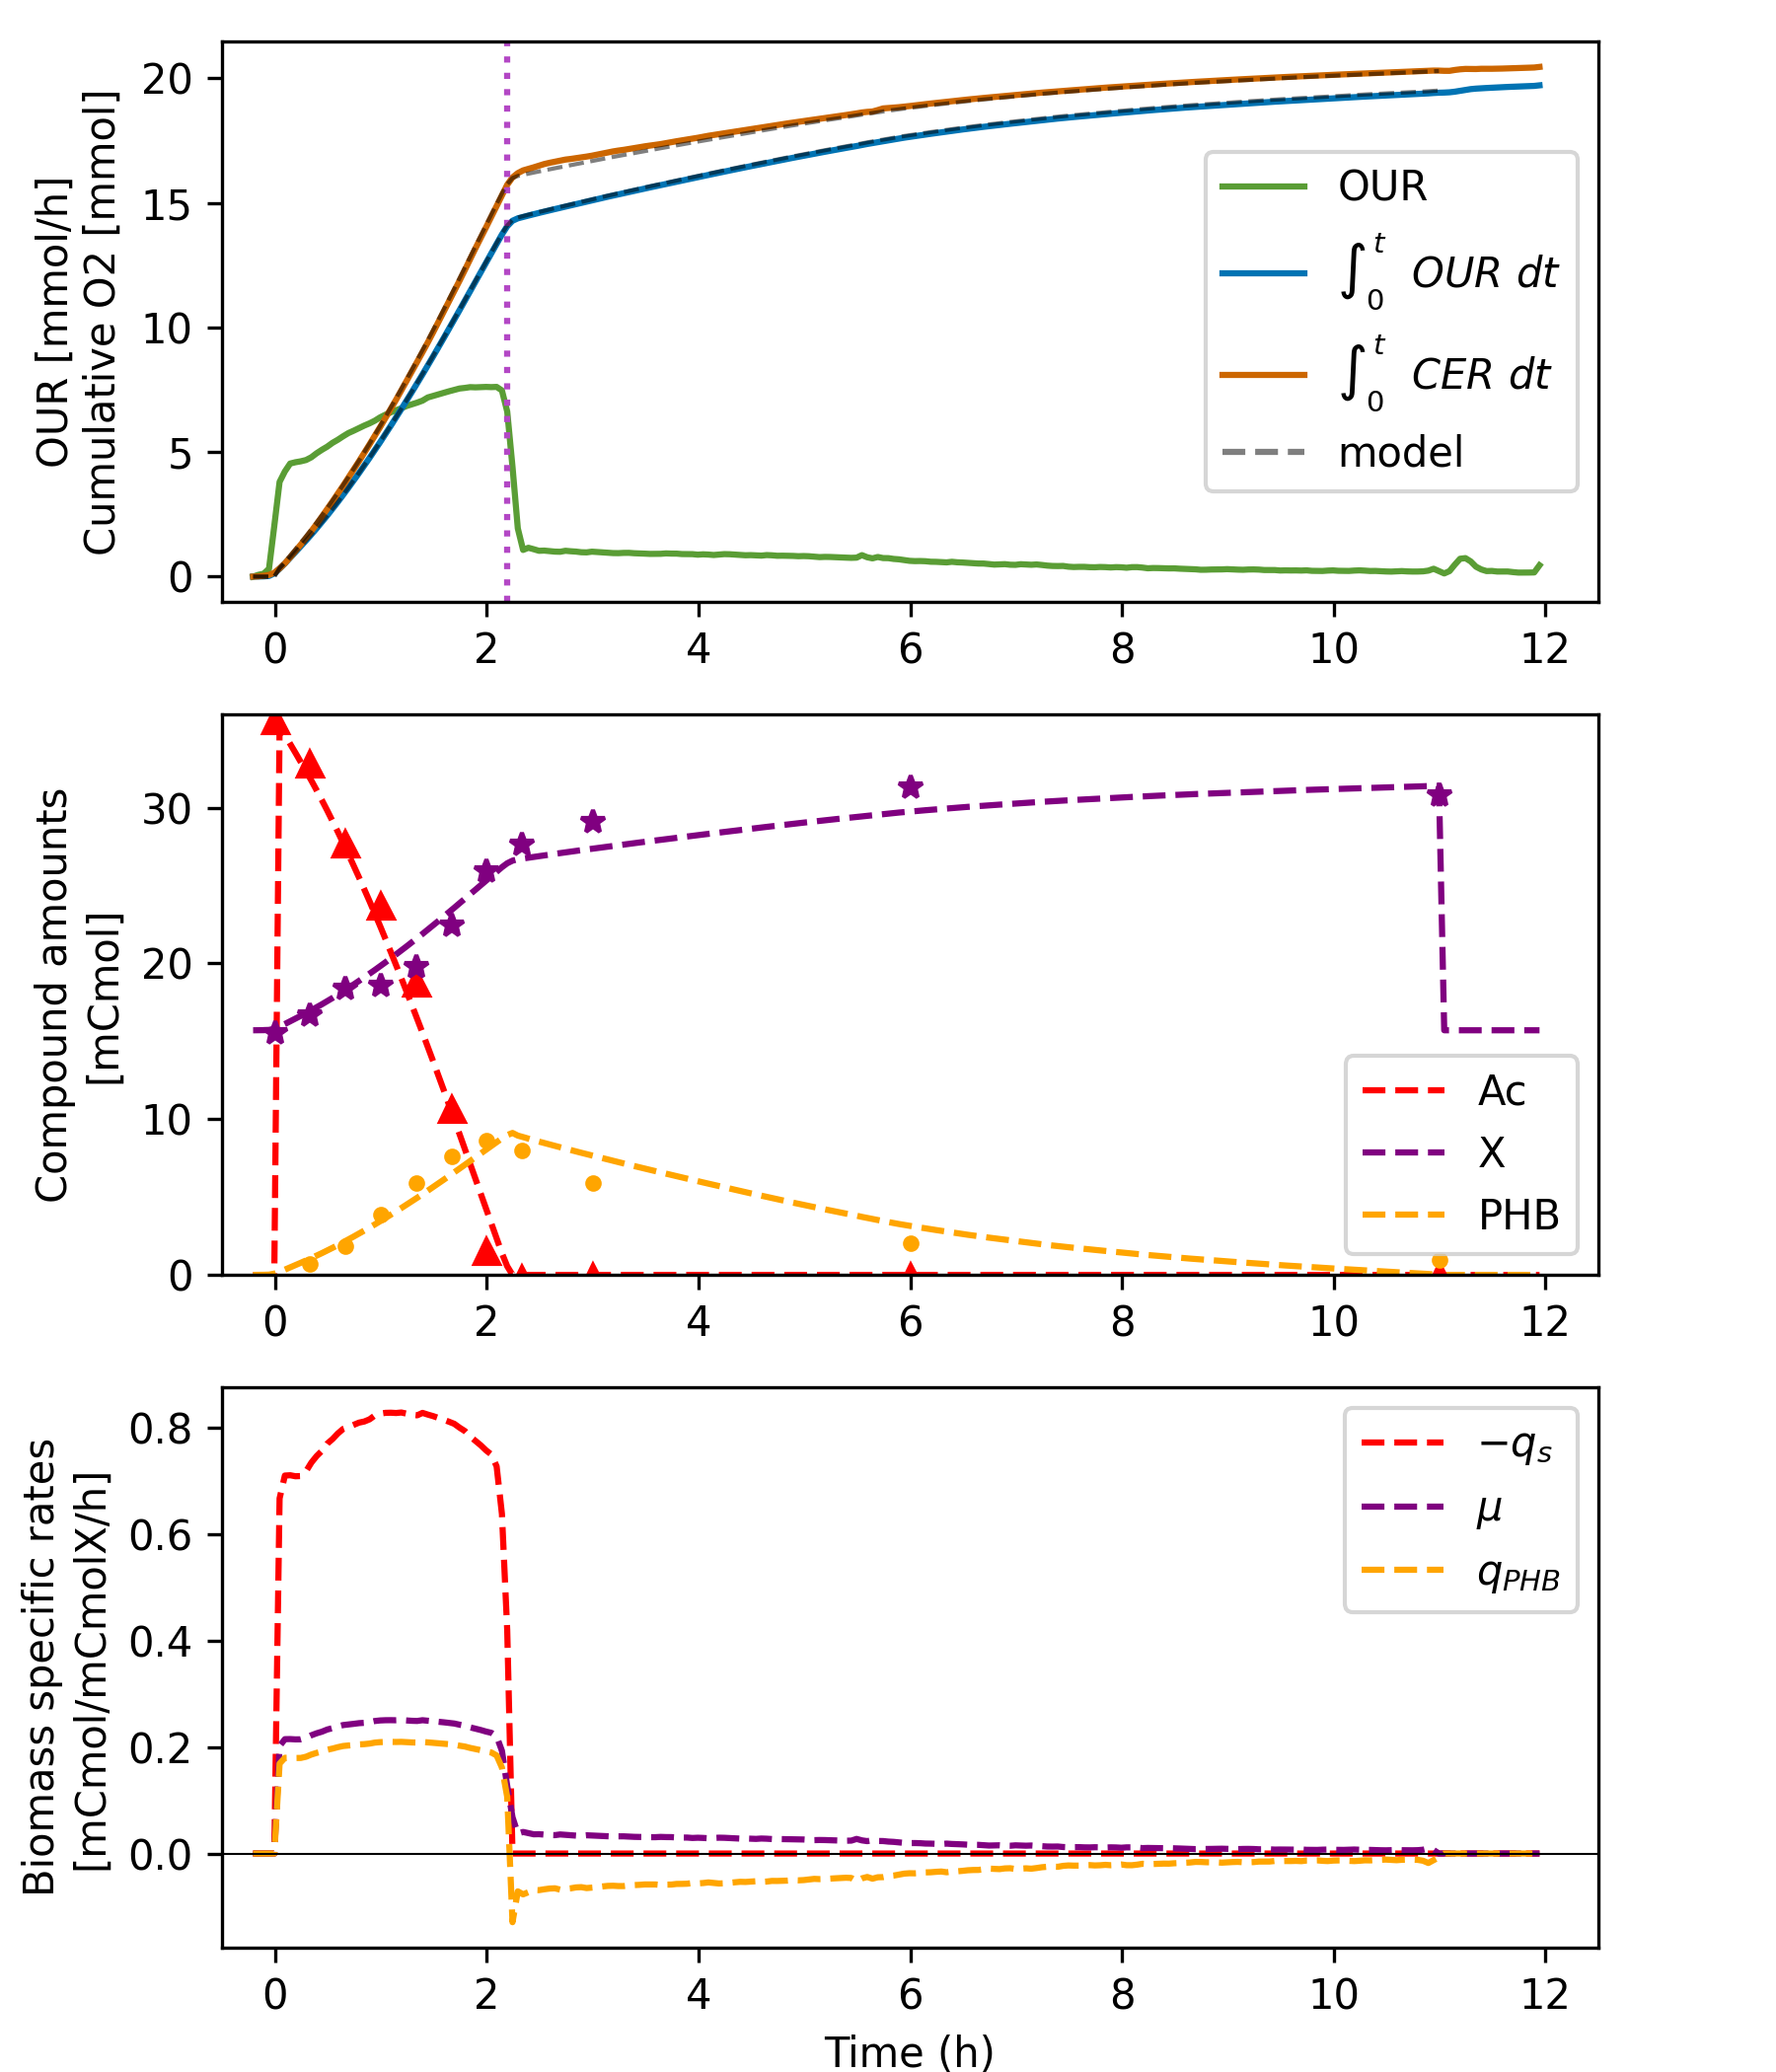 OUR [mmol/h]
Cumulative O2 [mmol]
20
15
10
5
0
0 2 4 6 8 10 12
OUR
∫₀ᵗ OUR dt
∫₀ᵗ CER dt
model
Compound amounts
[mCmol]
30
20
10
0
0 2 4 6 8 10 12
Ac
X
PHB
Biomass specific rates
[mCmol/mCmolX/h]
0.8
0.6
0.4
0.2
0.0
0 2 4 6 8 10 12
−qₛ
μ
q_PHB
Time (h)